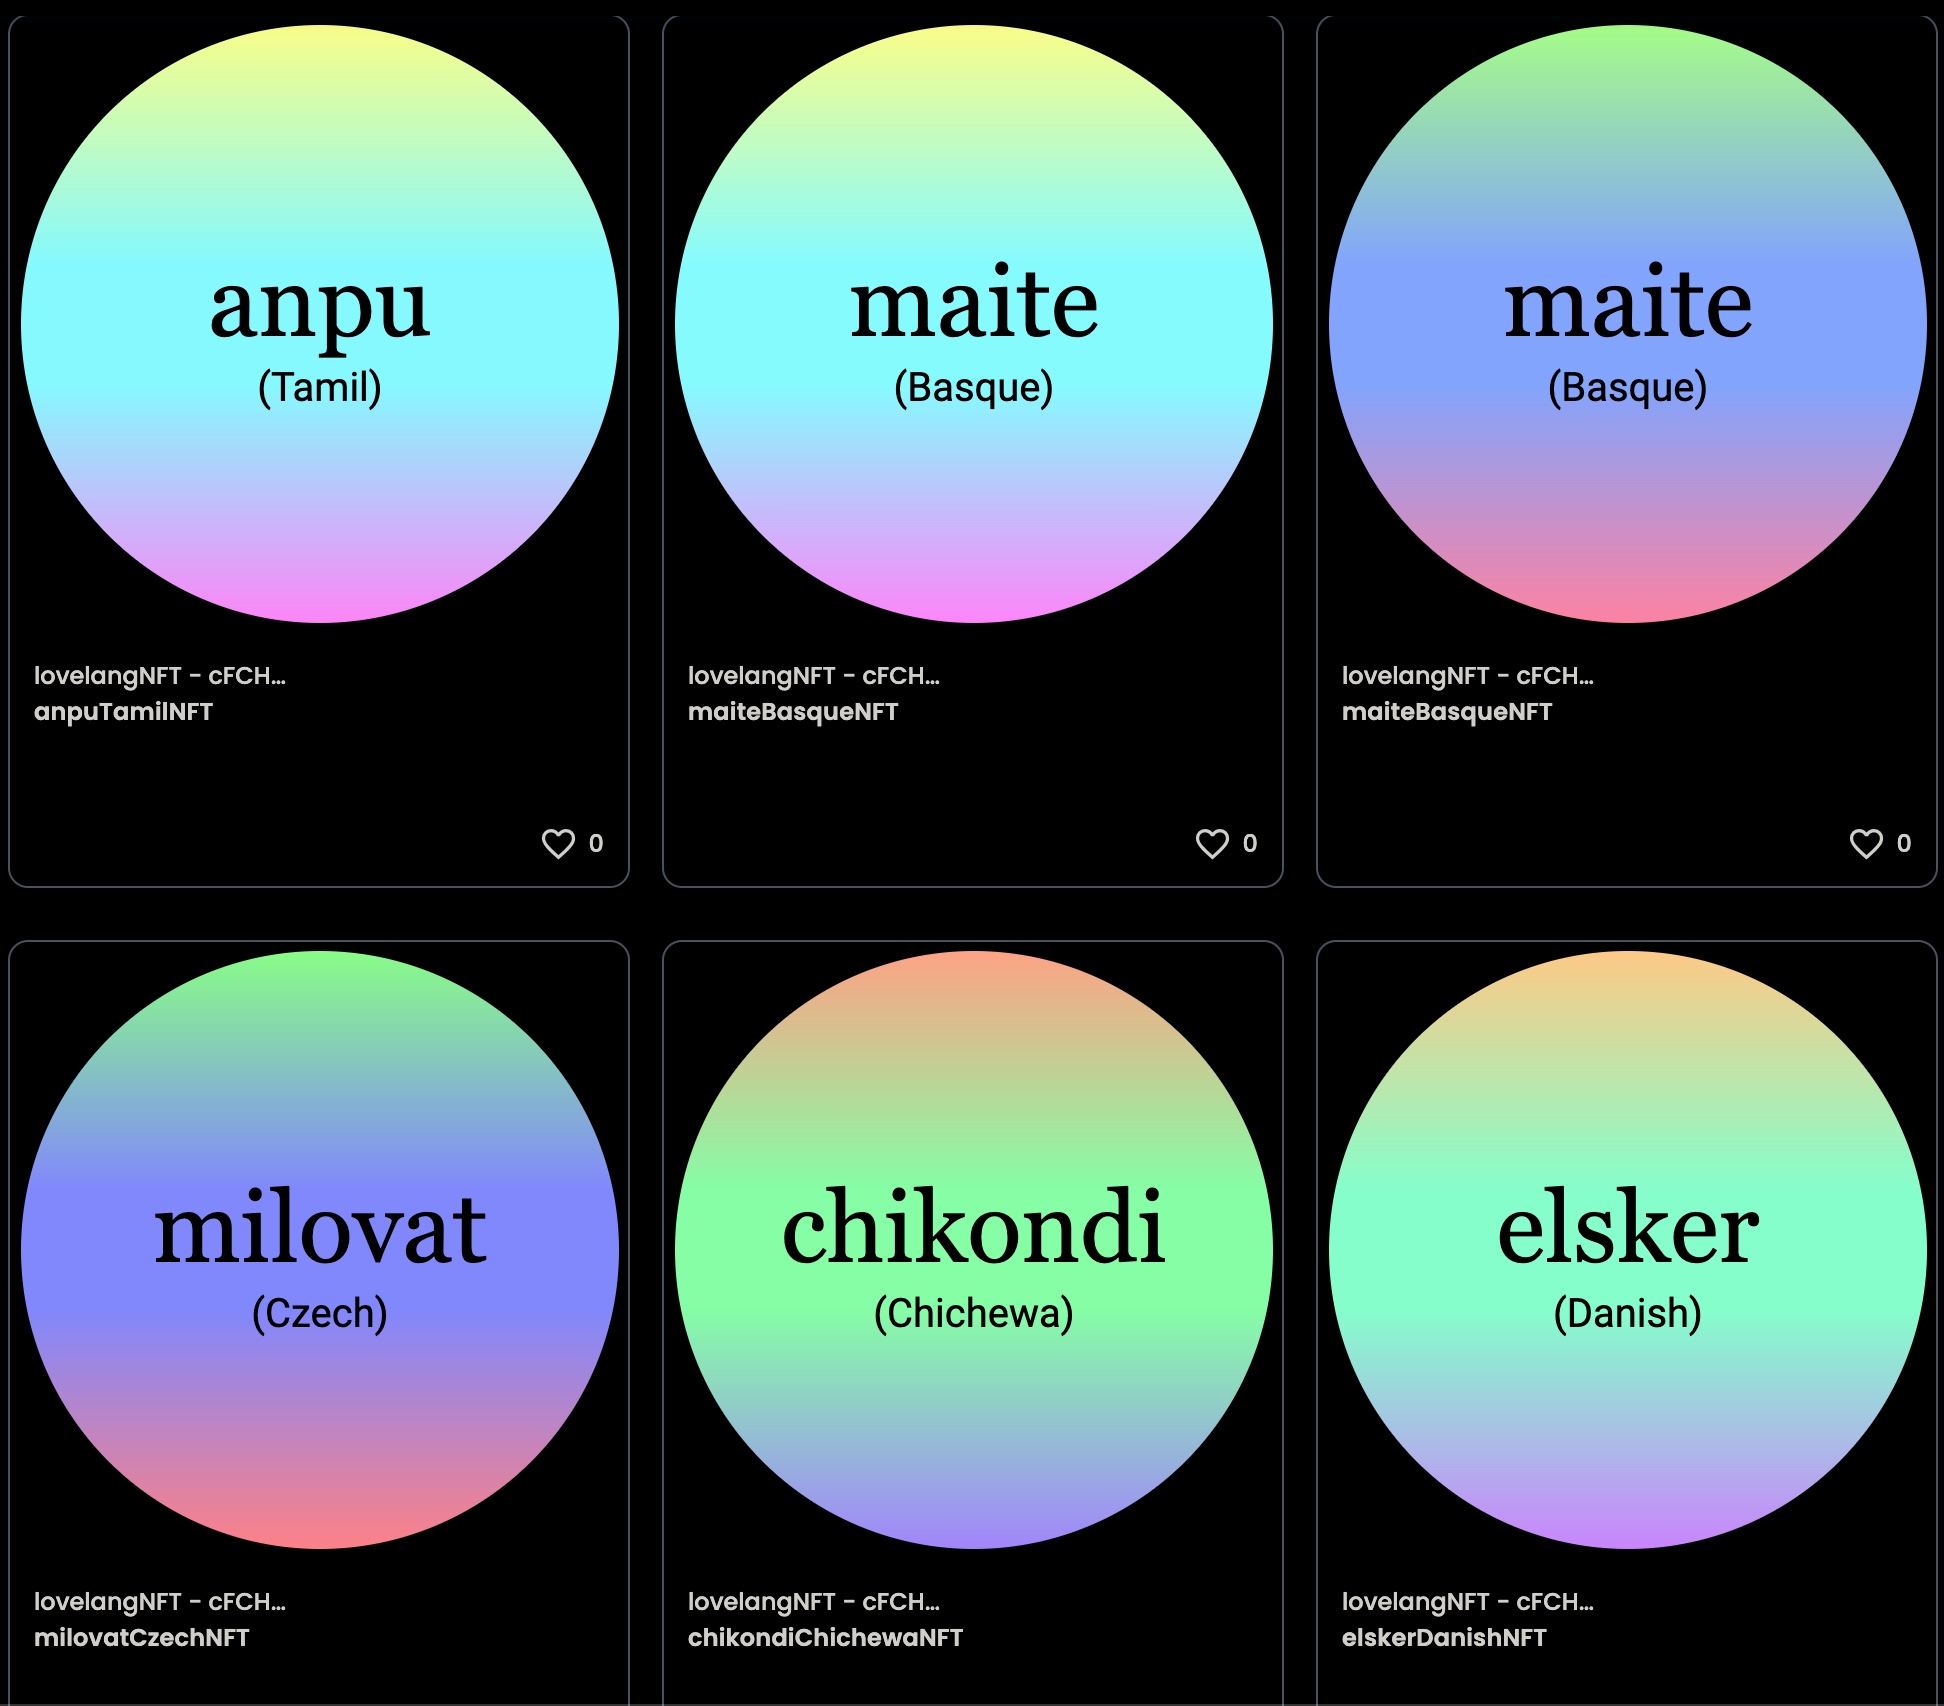 anpu
(Tamil)
lovelangNFT - cFCH...
anpuTamilNFT
0
maite
(Basque)
lovelangNFT - cFCH...
maiteBasqueNFT
0
maite
(Basque)
lovelangNFT - cFCH...
maiteBasqueNFT
0
milovat
(Czech)
lovelangNFT - cFCH...
milovatCzechNFT
chikondi
(Chichewa)
lovelangNFT - cFCH...
chikondiChichewaNFT
elsker
(Danish)
lovelangNFT - cFCH...
elskerDanishNFT